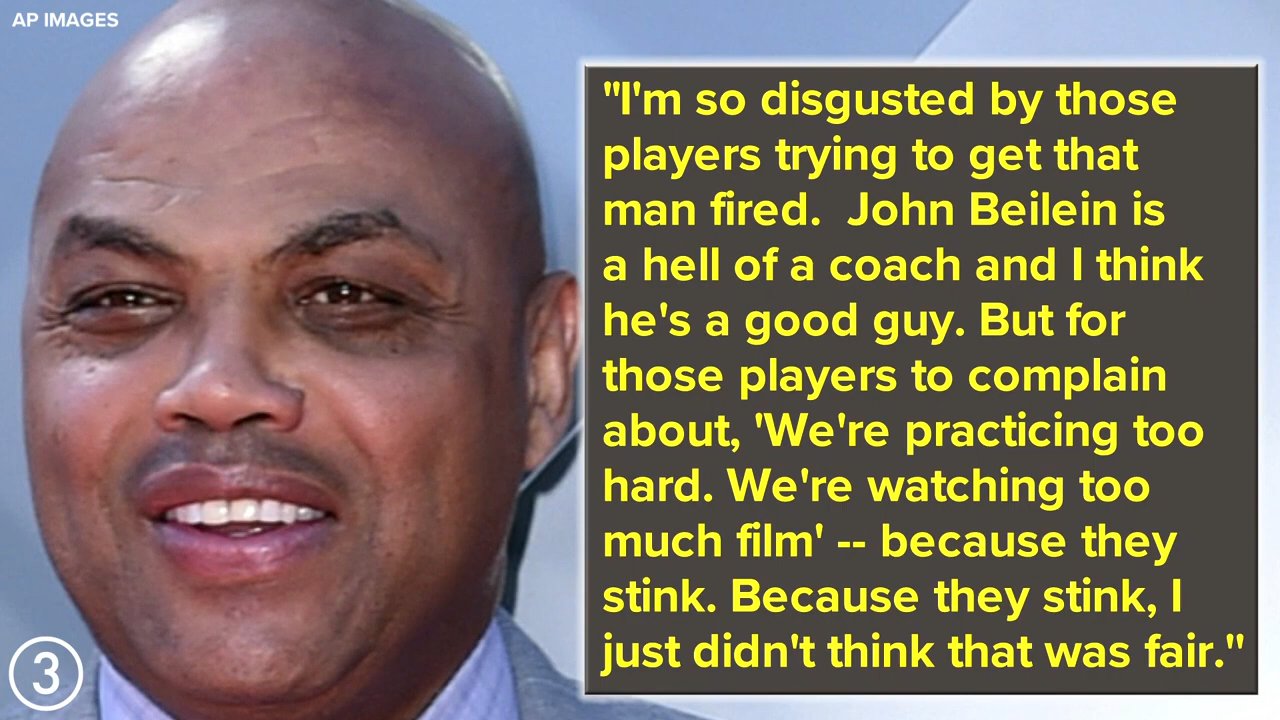 AP IMAGES
"I'm so disgusted by those
players trying to get that
man fired.  John Beilein is
a hell of a coach and I think
he's a good guy. But for
those players to complain
about, 'We're practicing too
hard. We're watching too
much film' -- because they
stink. Because they stink, I
just didn't think that was fair."
3